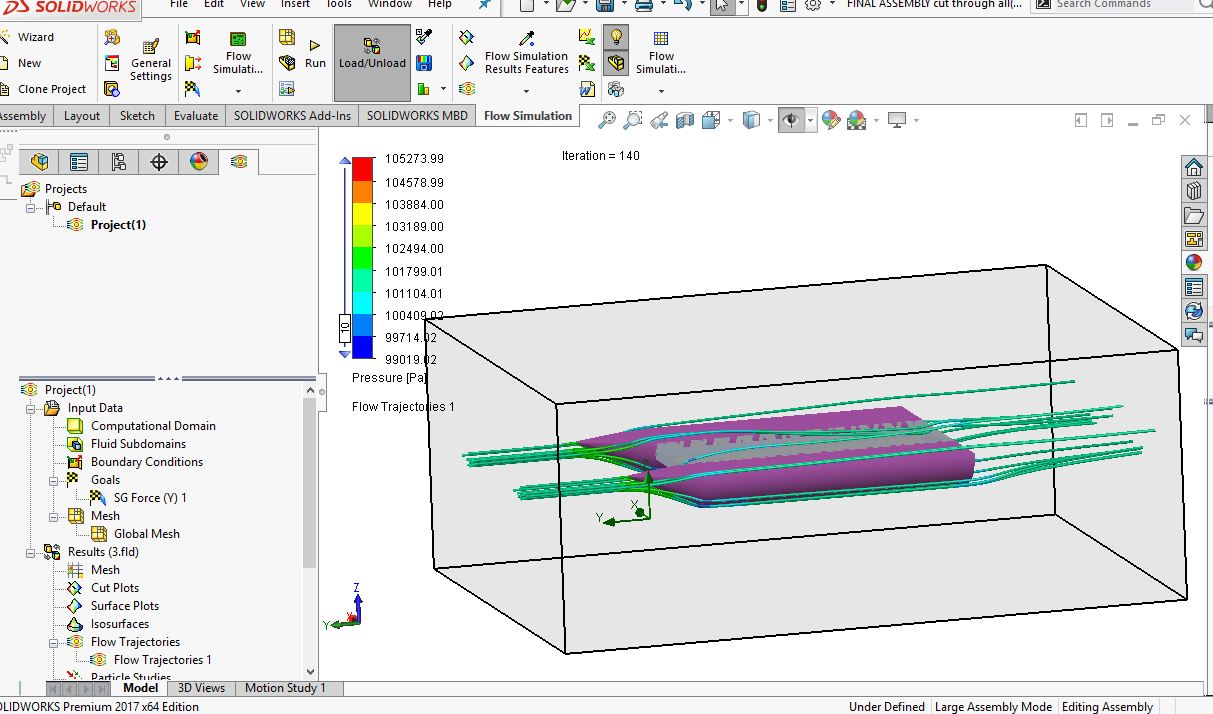 SOLIDWORKS
File Edit View Insert Tools Window Help
FINAL ASSEMBLY cut through all(...
Search Commands
Wizard
New
Clone Project
General
Settings
Flow
Simulati...
Run
Load/Unload
Flow Simulation
Results Features
Flow
Simulati...
Assembly Layout Sketch Evaluate SOLIDWORKS Add-Ins SOLIDWORKS MBD Flow Simulation
Projects
Default
Project(1)
Project(1)
Input Data
Computational Domain
Fluid Subdomains
Boundary Conditions
Goals
SG Force (Y) 1
Mesh
Global Mesh
Results (3.fld)
Mesh
Cut Plots
Surface Plots
Isosurfaces
Flow Trajectories
Flow Trajectories 1
Particle Studies
105273.99
104578.99
103884.00
103189.00
102494.00
101799.01
101104.01
100409.02
99714.02
99019.02
10
Pressure [Pa]
Flow Trajectories 1
Iteration = 140
X
Y
Z
Y
Model 3D Views Motion Study 1
SOLIDWORKS Premium 2017 x64 Edition
Under Defined Large Assembly Mode Editing Assembly